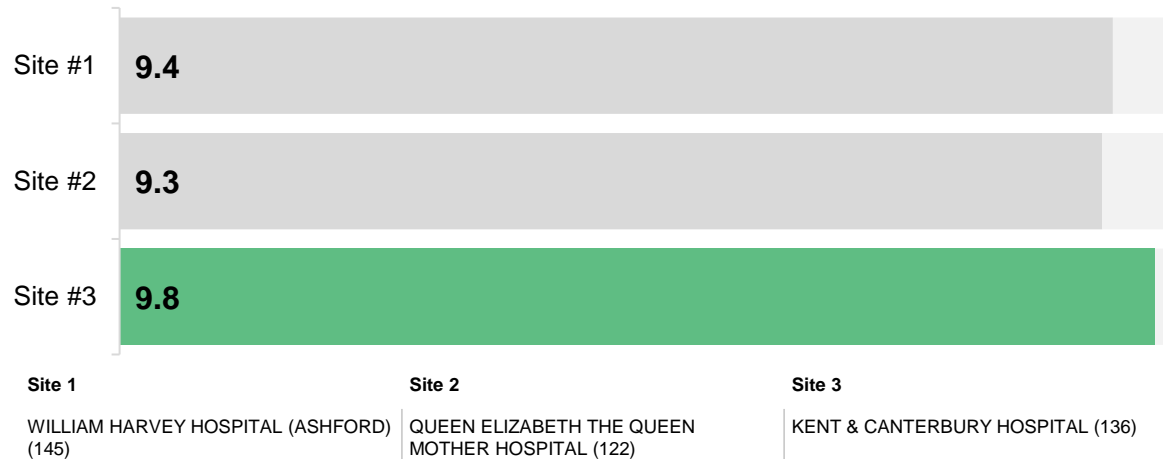 Site #1 9.4
Site #2 9.3
Site #3 9.8
Site 1 Site 2 Site 3
WILLIAM HARVEY HOSPITAL (ASHFORD)
(145)
QUEEN ELIZABETH THE QUEEN
MOTHER HOSPITAL (122)
KENT & CANTERBURY HOSPITAL (136)